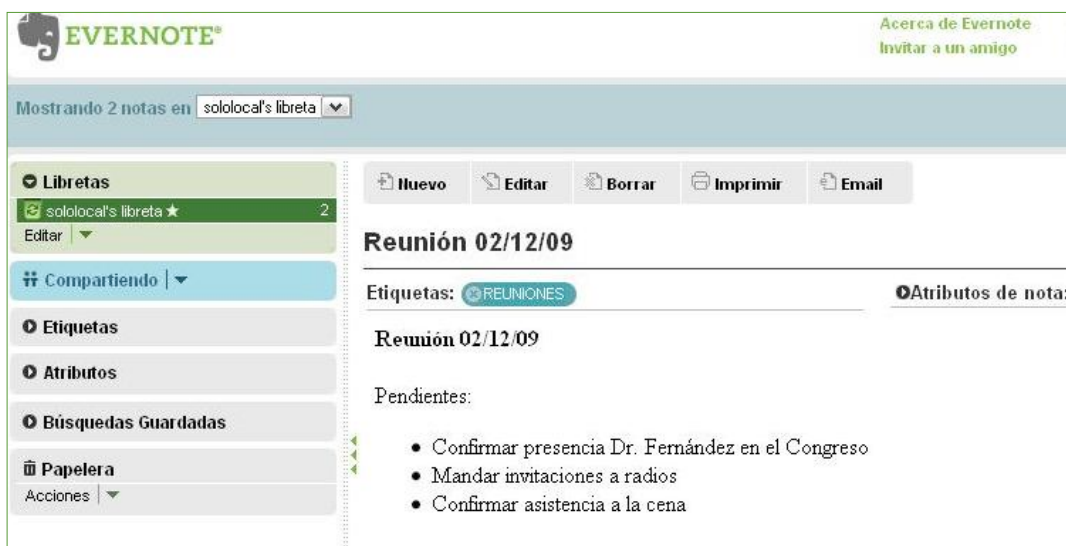 EVERNOTE®
Acerca de Evernote
Invitar a un amigo
Mostrando 2 notas en sololocal's libreta
Libretas
sololocal's libreta ★ 2
Editar
Compartiendo
Etiquetas
Atributos
Búsquedas Guardadas
Papelera
Acciones
Nuevo Editar Borrar Imprimir Email
Reunión 02/12/09
Etiquetas: REUNIONES
Atributos de nota:
Reunión 02/12/09
Pendientes:
• Confirmar presencia Dr. Fernández en el Congreso
• Mandar invitaciones a radios
• Confirmar asistencia a la cena